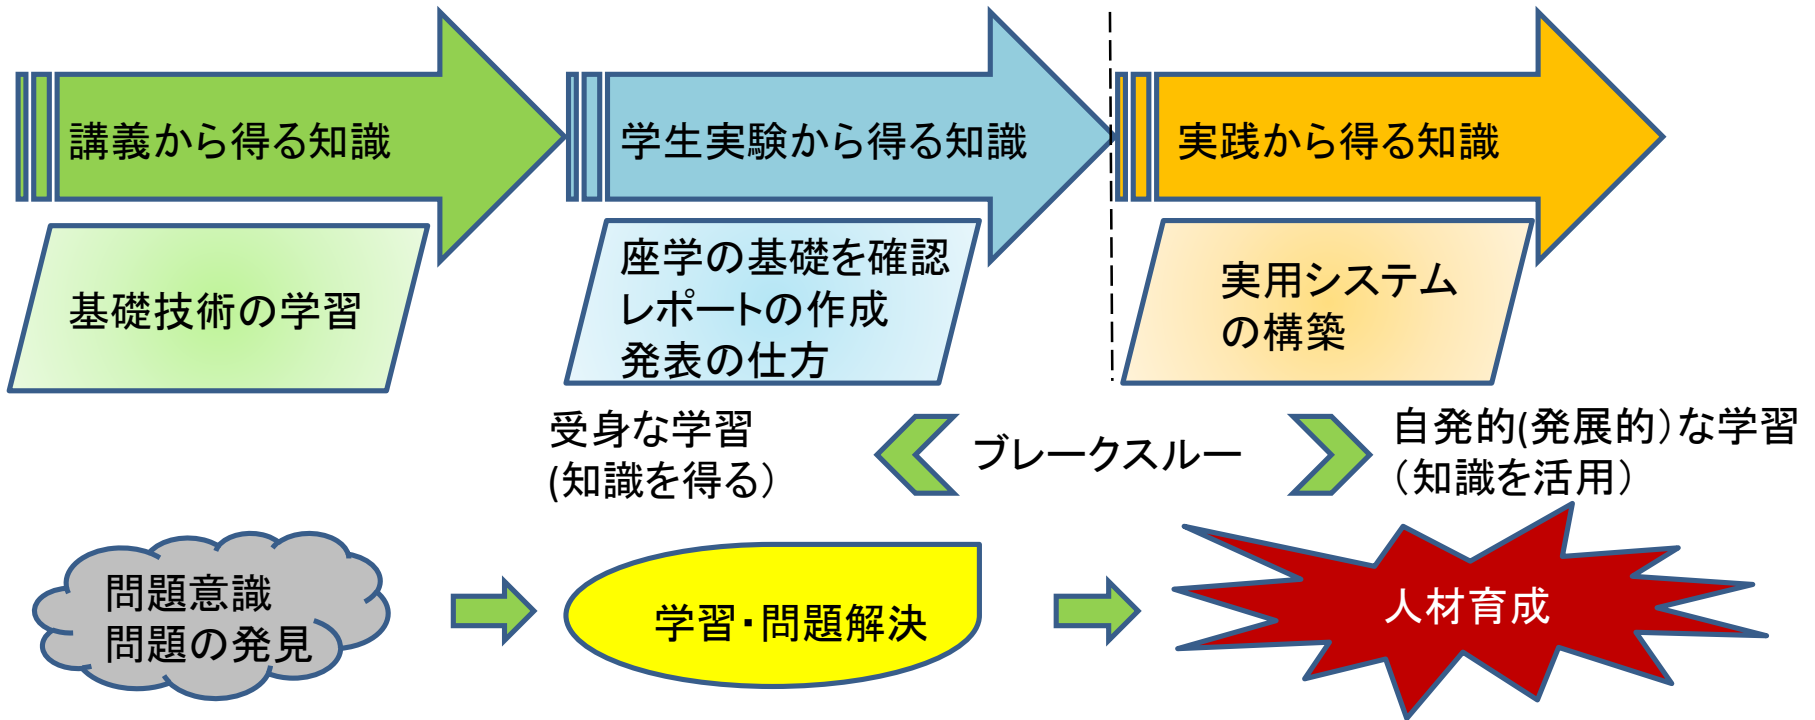 講義から得る知識
学生実験から得る知識
実践から得る知識
基礎技術の学習
座学の基礎を確認
レポートの作成
発表の仕方
実用システム
の構築
受身な学習
(知識を得る）
ブレークスルー
自発的(発展的）な学習
（知識を活用）
問題意識
問題の発見
学習・問題解決
人材育成